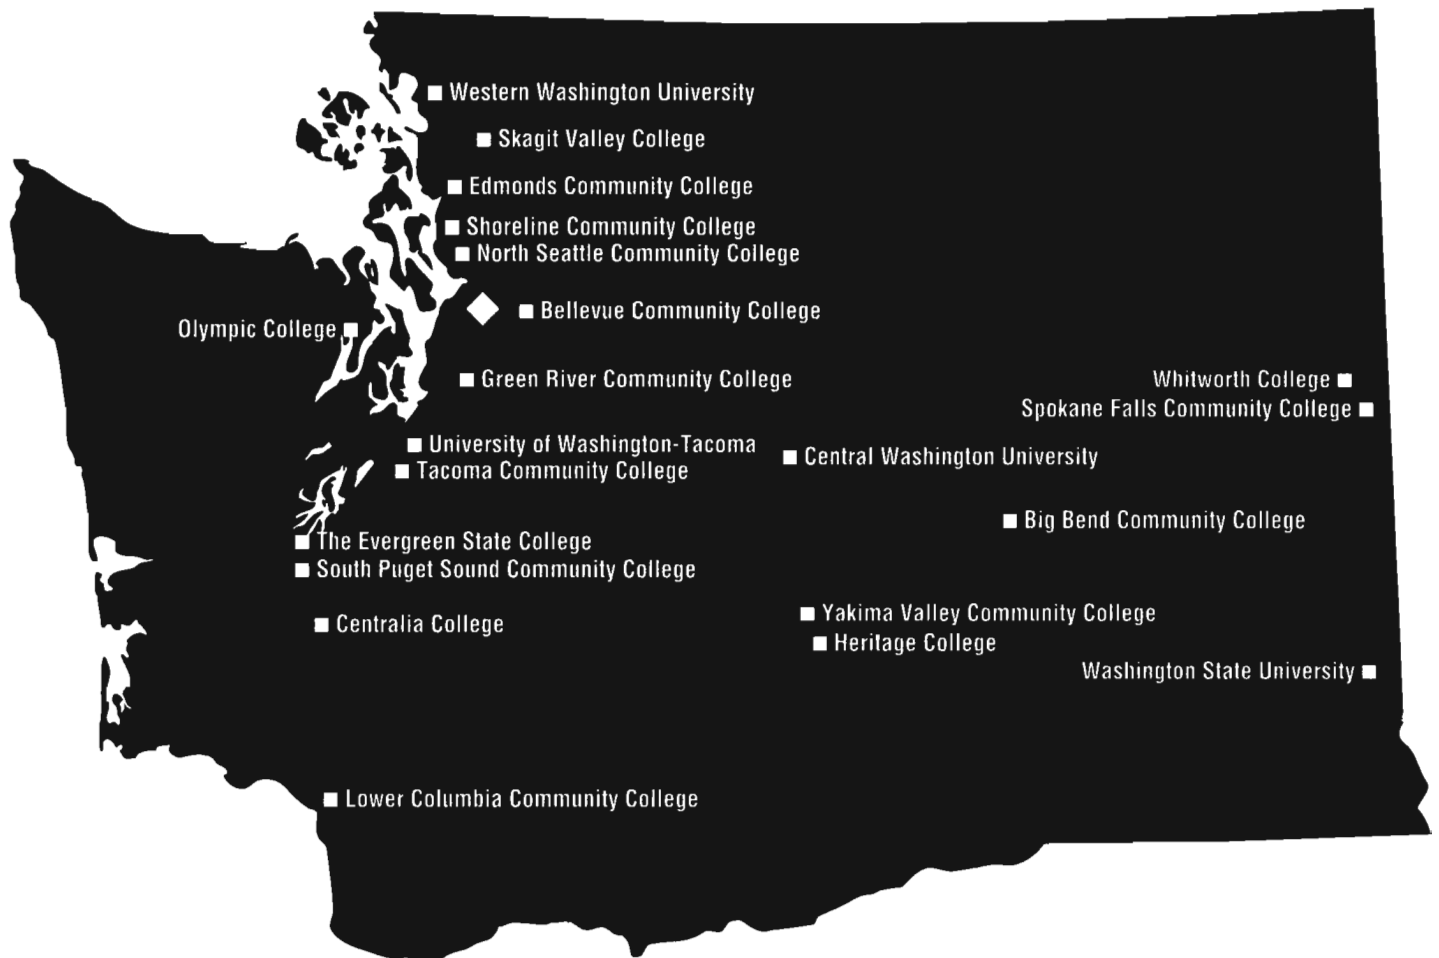 Western Washington University
Skagit Valley College
Edmonds Community College
Shoreline Community College
North Seattle Community College
Bellevue Community College
Olympic College
Green River Community College
Whitworth College
Spokane Falls Community College
University of Washington-Tacoma
Central Washington University
Tacoma Community College
Big Bend Community College
The Evergreen State College
South Puget Sound Community College
Yakima Valley Community College
Centralia College
Heritage College
Washington State University
Lower Columbia Community College